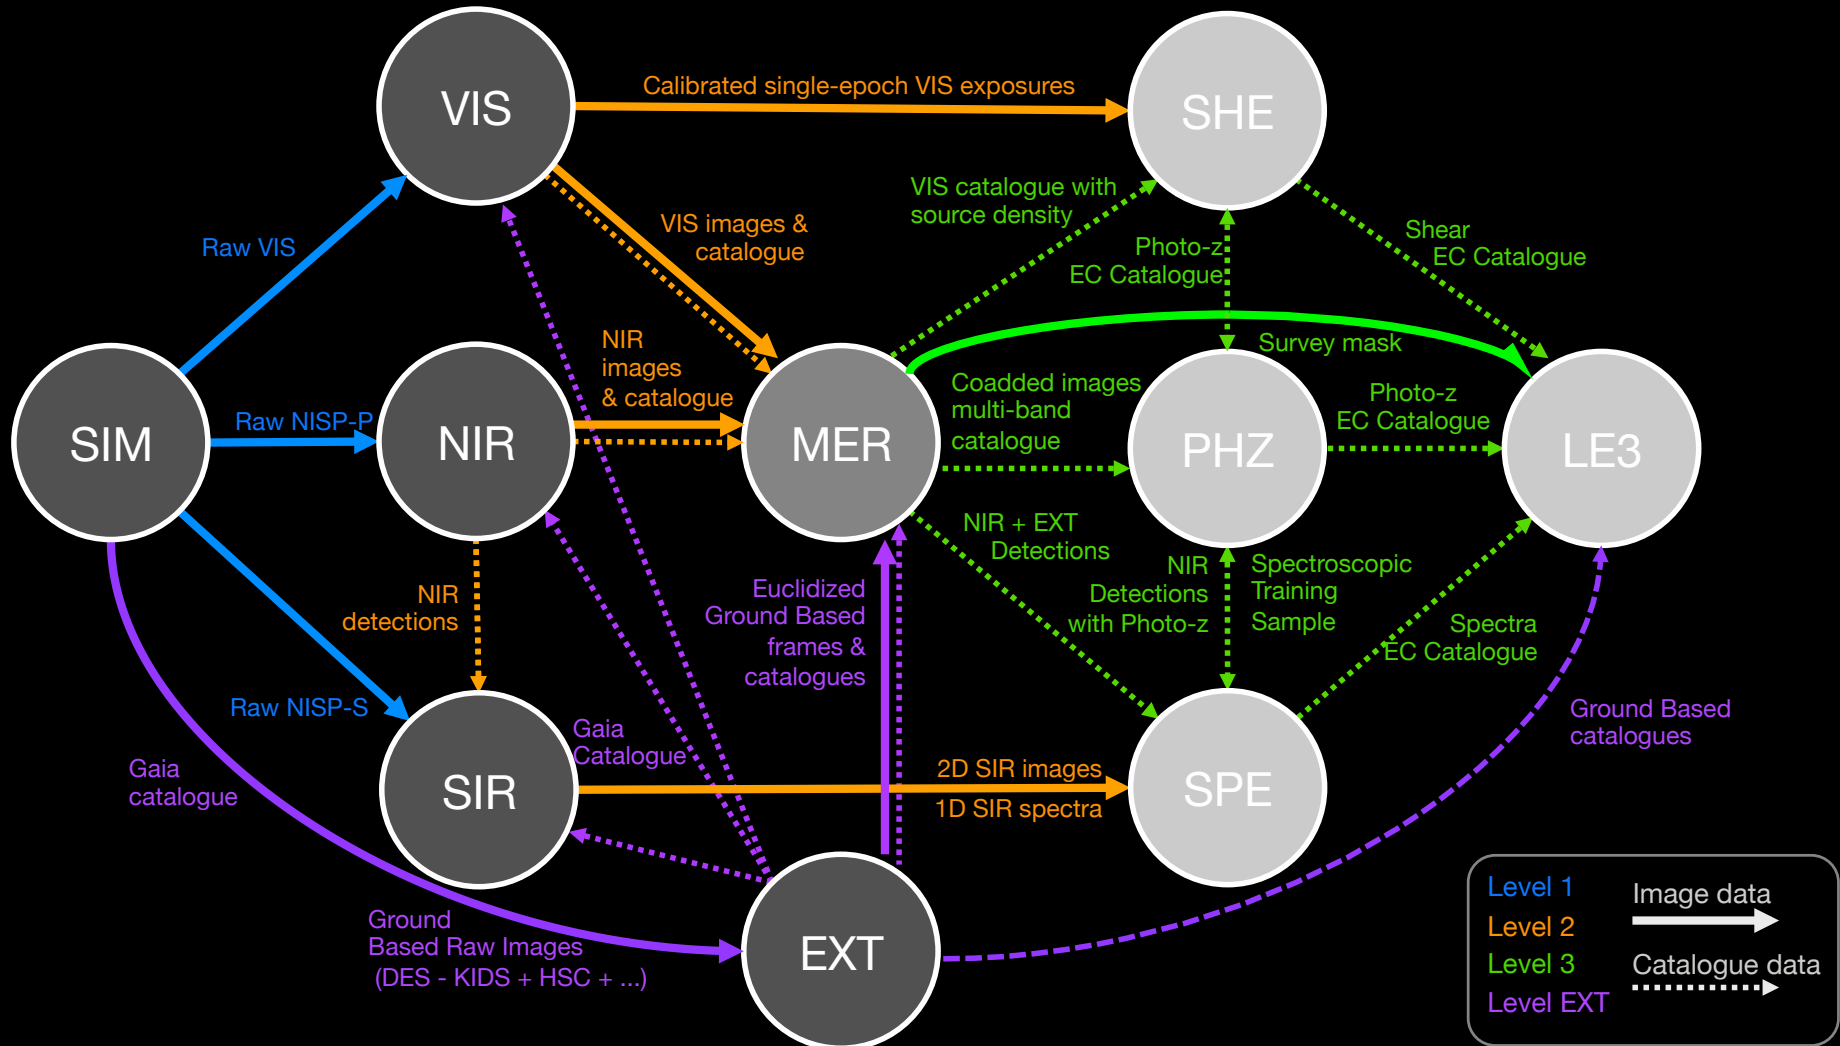 VIS
Calibrated single-epoch VIS exposures
SHE
Raw VIS
VIS images &
catalogue
VIS catalogue with
source density
Photo-z
EC Catalogue
Shear
EC Catalogue
SIM
Raw NISP-P
NIR
NIR
images
& catalogue
MER
Coadded images
multi-band
catalogue
Survey mask
PHZ
Photo-z
EC Catalogue
LE3
NIR
detections
Euclidized
Ground Based
frames &
catalogues
NIR + EXT
Detections
NIR
Detections
with Photo-z
Spectroscopic
Training
Sample
Spectra
EC Catalogue
Raw NISP-S
Gaia
catalogue
SIR
Gaia
Catalogue
2D SIR images
1D SIR spectra
SPE
Ground Based
catalogues
Ground
Based Raw Images
(DES - KIDS + HSC + ...)
EXT
Level 1
Level 2
Level 3
Level EXT
Image data
Catalogue data